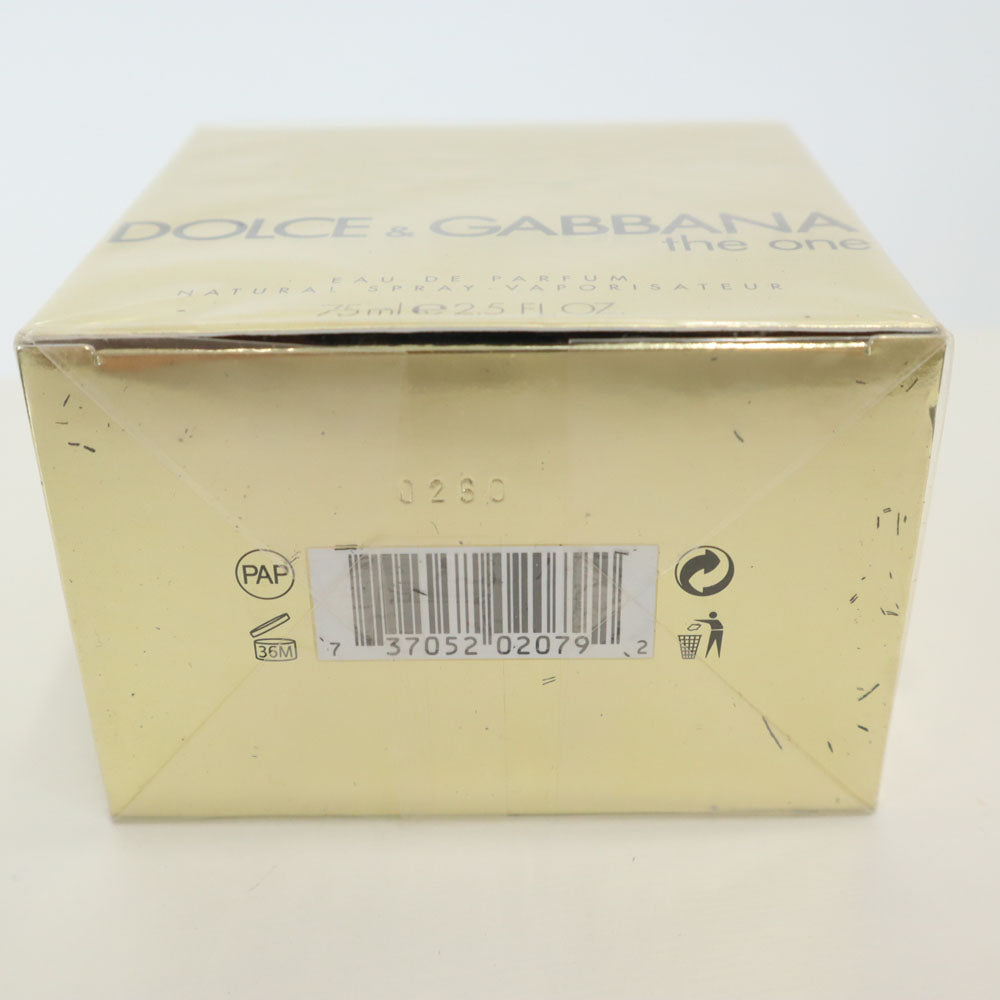 DOLCE & GABBANA
the one
EAU DE PARFUM
NATURAL SPRAY·VAPORISATEUR
75ml e 2.5 Fl OZ.
0260
PAP
36M
7 37052 02079 2